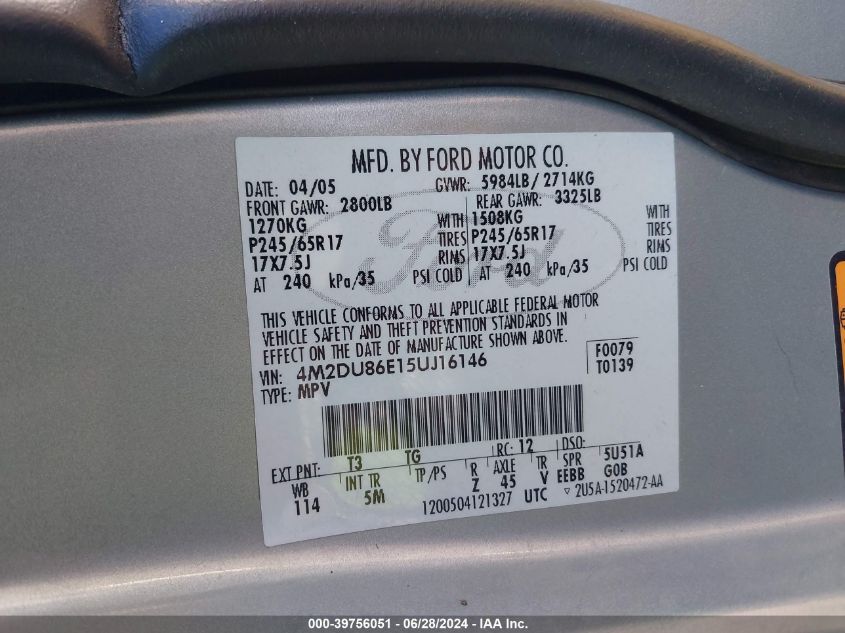 MFD. BY FORD MOTOR CO.
DATE: 04/05 GVWR: 5984LB/ 2714KG
FRONT GAWR: 2800LB REAR GAWR: 3325LB
1270KG WITH 1508KG WITH
P245/65R17 TIRES P245/65R17 TIRES
17X7.5J RIMS 17X7.5J RIMS
AT 240 kPa/35 PSI COLD AT 240 kPa/35 PSI COLD
Ford
THIS VEHICLE CONFORMS TO ALL APPLICABLE FEDERAL MOTOR
VEHICLE SAFETY AND THEFT PREVENTION STANDARDS IN
EFFECT ON THE DATE OF MANUFACTURE SHOWN ABOVE.
VIN: 4M2DU86E15UJ16146 F0079
TYPE: MPV T0139
EXT PNT: T3 TG RC: 12 DSO:
WB INT TR TP/PS R AXLE TR SPR 5U51A
114 5M Z 45 V EEBB GOB
1200504121327 UTC ▽ 2U5A-1520472-AA
000-39756051 / 06/28/2024 / IAA Inc.